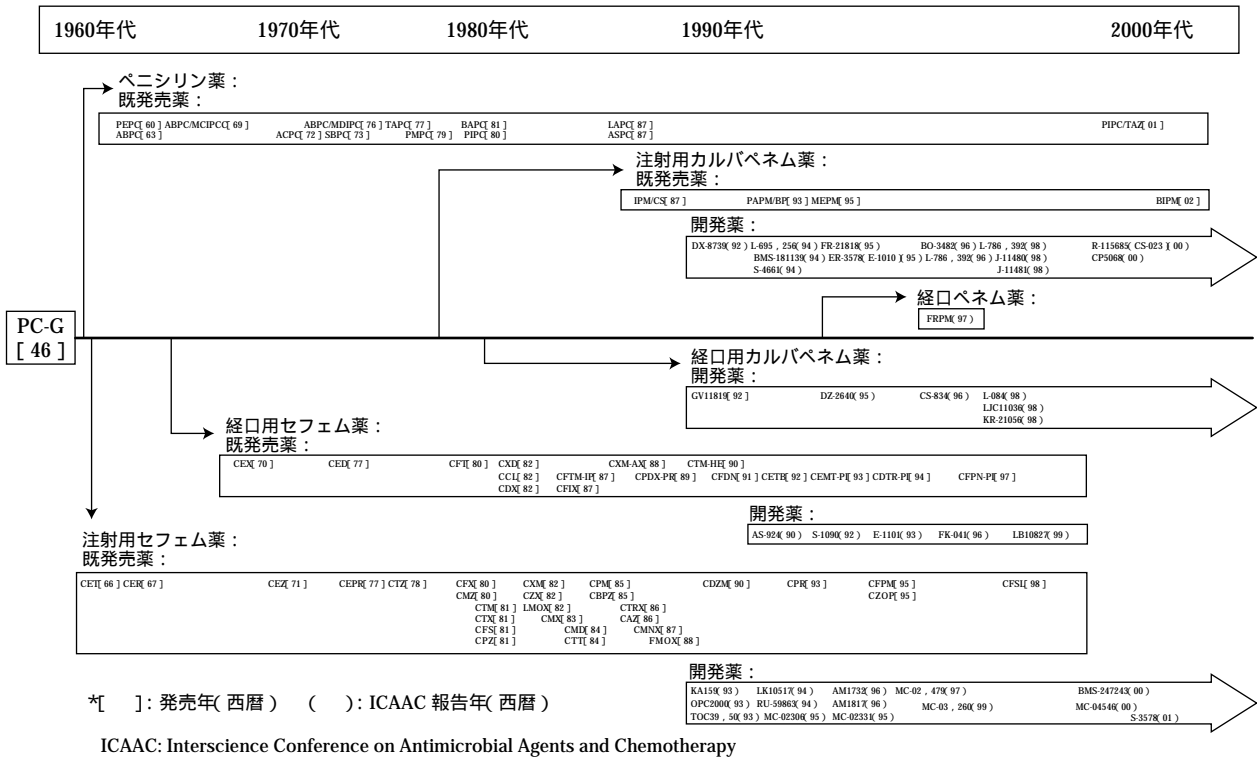 1960年代 1970年代 1980年代 1990年代 2000年代
ペニシリン薬：
既発売薬：
PEPC[ 60 ] ABPC/MCIPCC[ 69 ] ABPC/MDIPC[ 76 ] TAPC[ 77 ] BAPC[ 81 ] LAPC[ 87 ] PIPC/TAZ[ 01 ]
ABPC[ 63 ] ACPC[ 72 ] SBPC[ 73 ] PMPC[ 79 ] PIPC[ 80 ] ASPC[ 87 ]
注射用カルバペネム薬：
既発売薬：
IPM/CS[ 87 ] PAPM/BP[ 93 ] MEPM[ 95 ] BIPM[ 02 ]
開発薬：
DX-8739( 92 ) L-695，256( 94 ) FR-21818( 95 ) BO-3482( 96 ) L-786，392( 98 ) R-115685( CS-023 )( 00 )
BMS-181139( 94 ) ER-3578( E-1010 )( 95 ) L-786，392( 96 ) J-11480( 98 ) CP5068( 00 )
S-4661( 94 ) J-11481( 98 )
経口ペネム薬：
FRPM( 97 )
PC-G
[ 46 ]
経口用カルバペネム薬：
開発薬：
GV11819[ 92 ] DZ-2640( 95 ) CS-834( 96 ) L-084( 98 )
LJC11036( 98 )
KR-21056( 98 )
経口用セフェム薬：
既発売薬：
CEX[ 70 ] CED[ 77 ] CFT[ 80 ] CXD[ 82 ] CXM-AX[ 88 ] CTM-HE[ 90 ]
CCL[ 82 ] CFTM-IP[ 87 ] CPDX-PR[ 89 ] CFDN[ 91 ] CETB[ 92 ] CEMT-PI[ 93 ] CDTR-PI[ 94 ] CFPN-PI[ 97 ]
CDX[ 82 ] CFIX[ 87 ]
開発薬：
AS-924( 90 ) S-1090( 92 ) E-1101( 93 ) FK-041( 96 ) LB10827( 99 )
注射用セフェム薬：
既発売薬：
CET[ 66 ] CER[ 67 ] CEZ[ 71 ] CEPR[ 77 ] CTZ[ 78 ] CFX[ 80 ] CXM[ 82 ] CPM[ 85 ] CDZM[ 90 ] CPR[ 93 ] CFPM[ 95 ] CFSL[ 98 ]
CMZ[ 80 ] CZX[ 82 ] CBPZ[ 85 ] CZOP[ 95 ]
CTM[ 81 ] LMOX[ 82 ] CTRX[ 86 ]
CTX[ 81 ] CMX[ 83 ] CAZ[ 86 ]
CFS[ 81 ] CMD[ 84 ] CMNX[ 87 ]
CPZ[ 81 ] CTT[ 84 ] FMOX[ 88 ]
開発薬：
KA159( 93 ) LK10517( 94 ) AM1732( 96 ) MC-02，479( 97 ) BMS-247243( 00 )
OPC2000( 93 ) RU-59863( 94 ) AM1817( 96 ) MC-03，260( 99 ) MC-04546( 00 )
TOC39，50( 93 ) MC-02306( 95 ) MC-02331( 95 ) S-3578( 01 )
*[ ]：発売年( 西暦 ) ( )：ICAAC 報告年( 西暦 )
ICAAC: Interscience Conference on Antimicrobial Agents and Chemotherapy